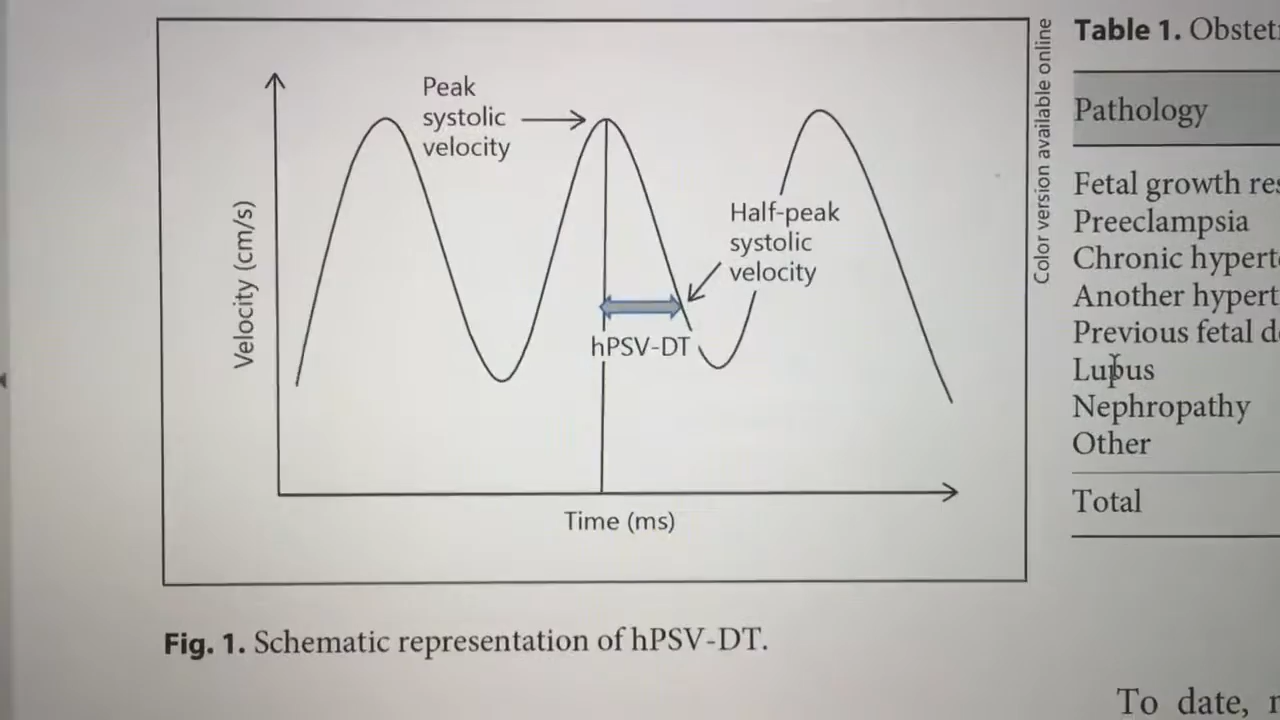 Peak
systolic
velocity
Half-peak
systolic
velocity
hPSV-DT
Velocity (cm/s)
Time (ms)
Color version available online
Fig. 1. Schematic representation of hPSV-DT.
Table 1. Obstet
Pathology
Fetal growth res
Preeclampsia
Chronic hypert
Another hypert
Previous fetal d
Lupus
Nephropathy
Other
Total
To date, n